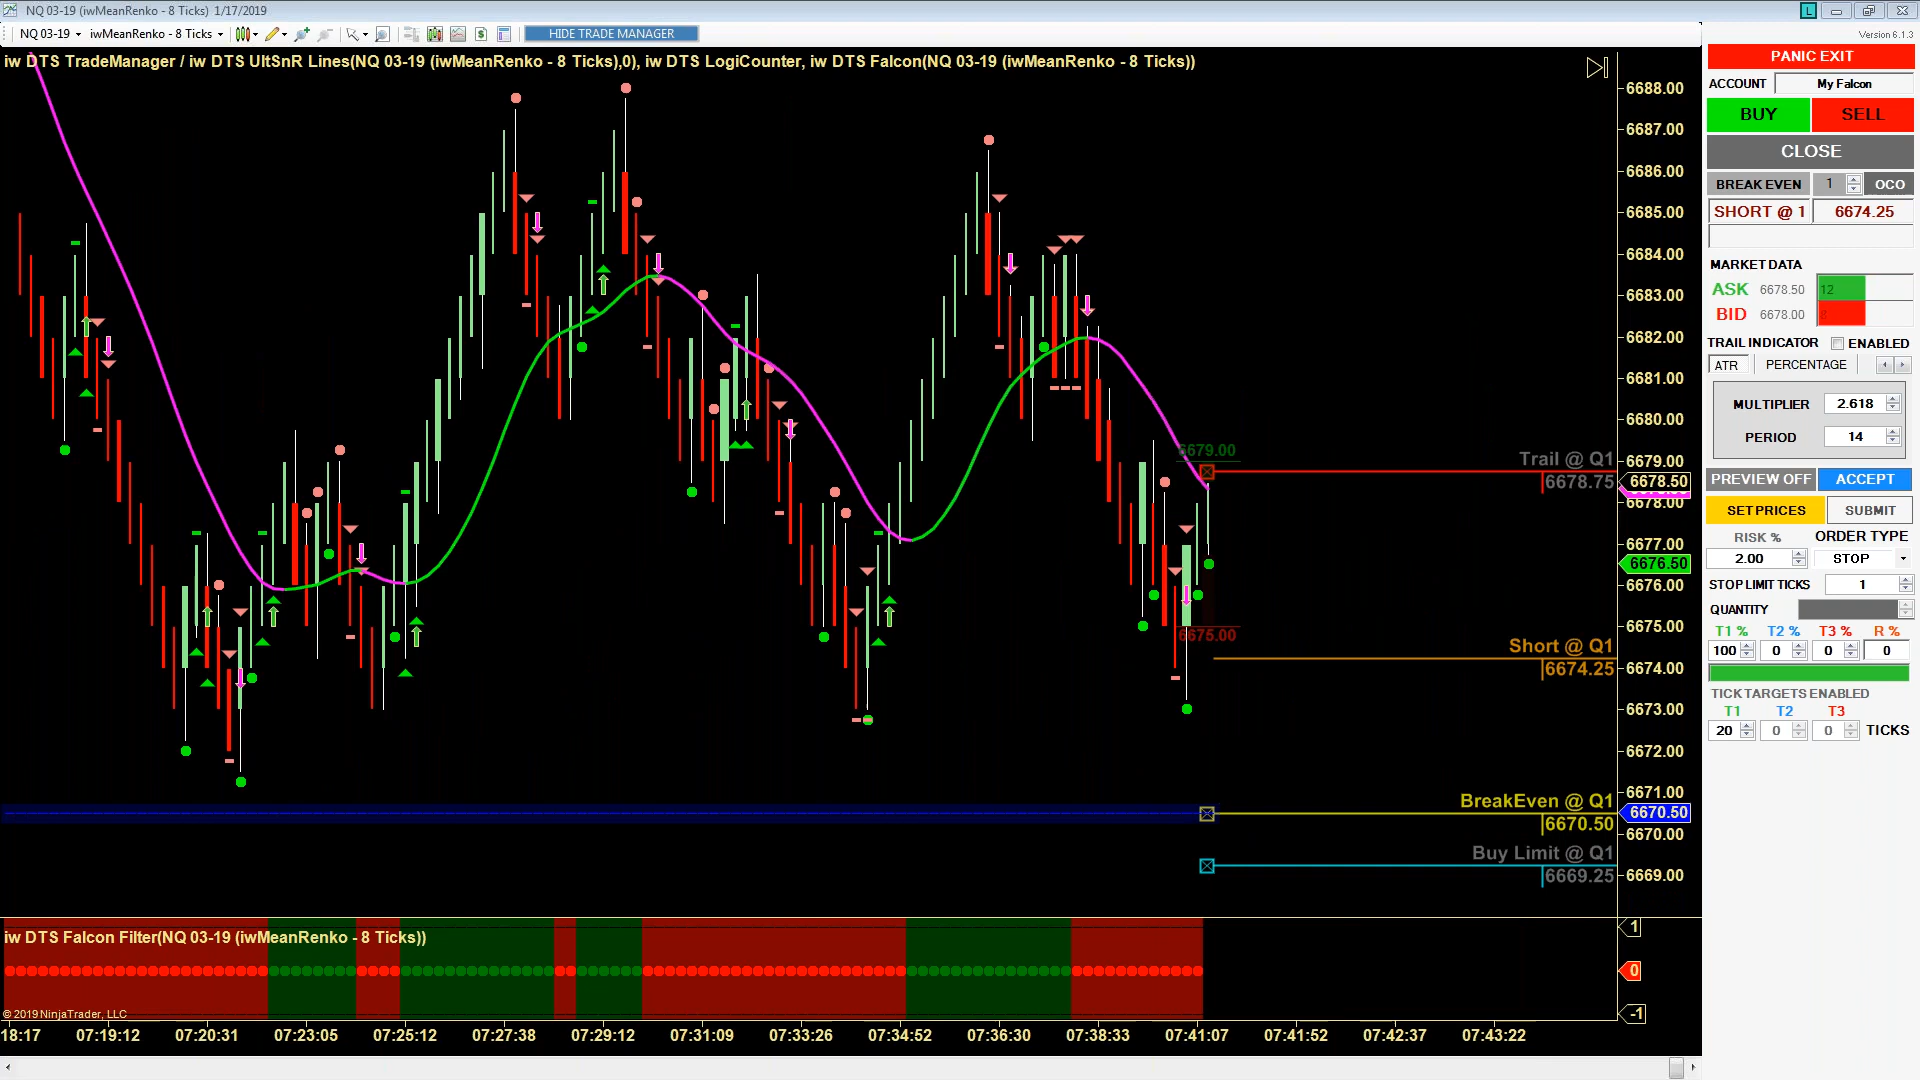 NQ 03-19 (iwMeanRenko - 8 Ticks) 1/17/2019
L
NQ 03-19 iwMeanRenko - 8 Ticks HIDE TRADE MANAGER
Version 6.1.3
iw DTS TradeManager / iw DTS UltSnR Lines(NQ 03-19 (iwMeanRenko - 8 Ticks),0), iw DTS LogiCounter, iw DTS Falcon(NQ 03-19 (iwMeanRenko - 8 Ticks))
6688.00
6687.00
6686.00
6685.00
6684.00
6683.00
6682.00
6681.00
6680.00
6679.00
6678.50
6678.00
6677.00
6676.50
6676.00
6675.00
6674.00
6673.00
6672.00
6671.00
6670.50
6670.00
6669.00
6679.00
Trail @ Q1
6678.75
6675.00
Short @ Q1
6674.25
BreakEven @ Q1
6670.50
Buy Limit @ Q1
6669.25
iw DTS Falcon Filter(NQ 03-19 (iwMeanRenko - 8 Ticks))
1
0
-1
© 2019 NinjaTrader, LLC
18:17 07:19:12 07:20:31 07:23:05 07:25:12 07:27:38 07:29:12 07:31:09 07:33:26 07:34:52 07:36:30 07:38:33 07:41:07 07:41:52 07:42:37 07:43:22
PANIC EXIT
ACCOUNT My Falcon
BUY SELL
CLOSE
BREAK EVEN 1 OCO
SHORT @ 1 6674.25
MARKET DATA
ASK 6678.50 12
BID 6678.00
TRAIL INDICATOR ENABLED
ATR PERCENTAGE
MULTIPLIER 2.618
PERIOD 14
PREVIEW OFF ACCEPT
SET PRICES SUBMIT
RISK % ORDER TYPE
2.00 STOP
STOP LIMIT TICKS 1
QUANTITY
T1 % T2 % T3 % R %
100 0 0 0
TICK TARGETS ENABLED
T1 T2 T3
20 0 0 TICKS